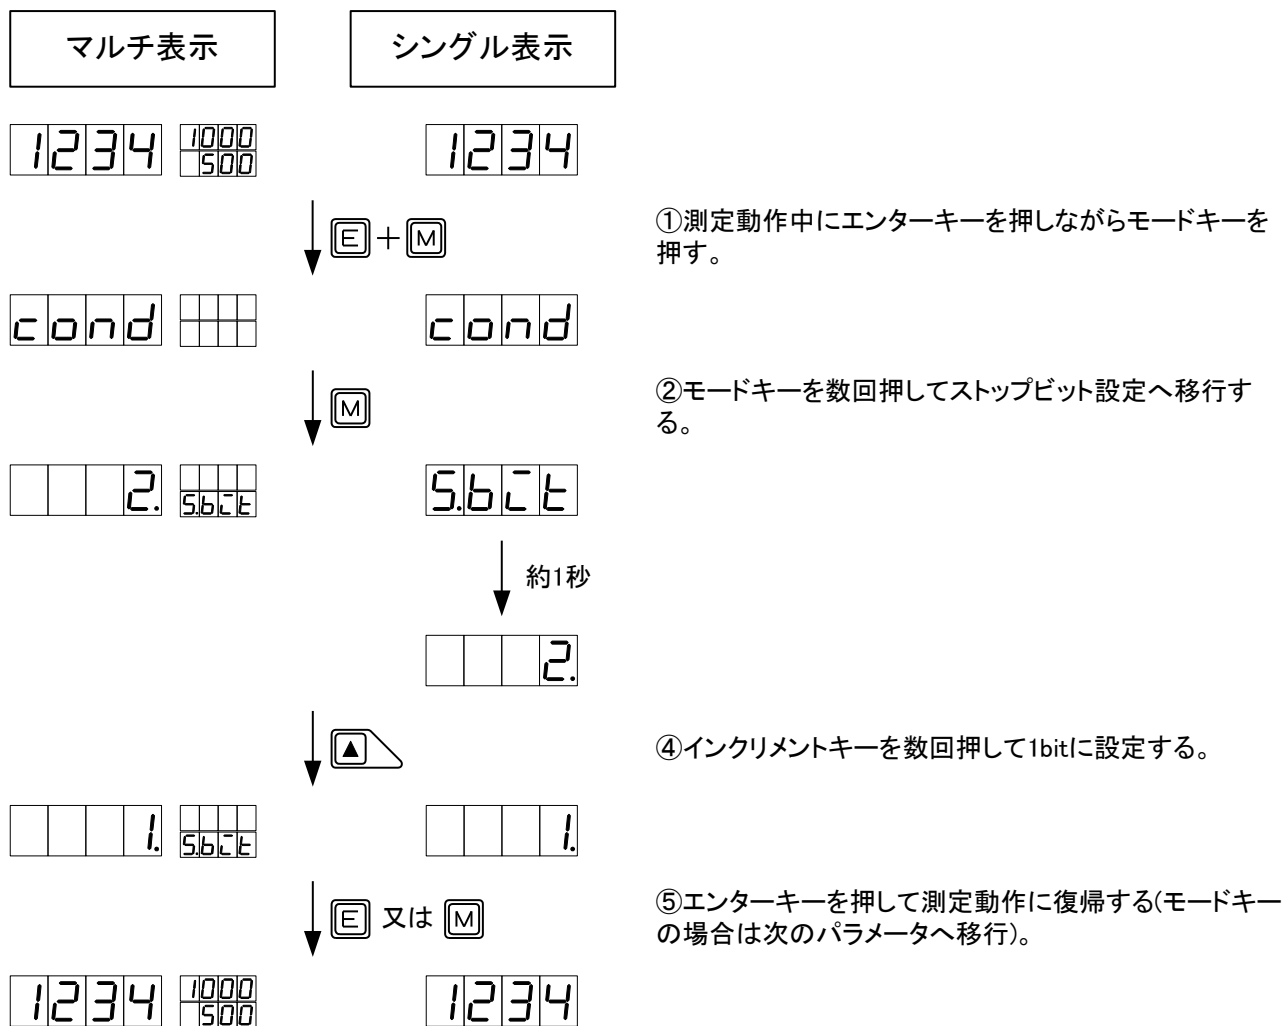 マルチ表示 シングル表示
1234 1000 1234
500
E+M ①測定動作中にエンターキーを押しながらモードキーを
押す。
cond cond
M ②モードキーを数回押してストップビット設定へ移行す
る。
2. S.bit S.bit
約1秒
2.
▲ ④インクリメントキーを数回押して1bitに設定する。
1. S.bit 1.
E 又は M ⑤エンターキーを押して測定動作に復帰する(モードキー
の場合は次のパラメータへ移行)。
1234 1000 1234
500